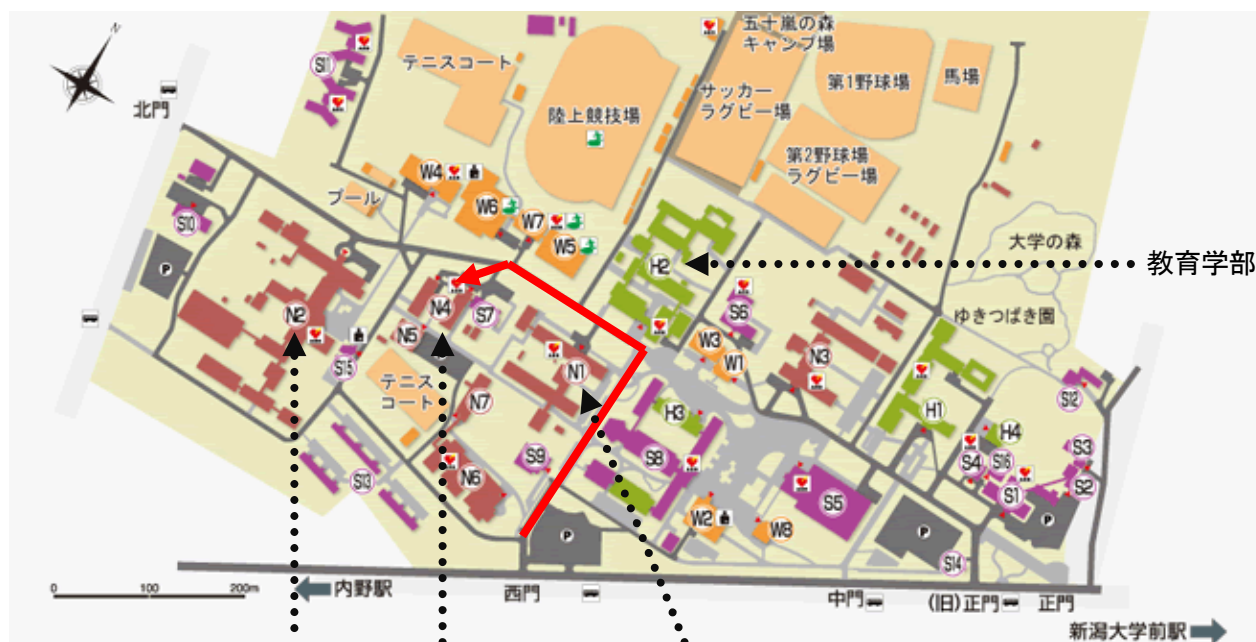 N
北門
S11
テニスコート
陸上競技場
五十嵐の森
キャンプ場
サッカー
ラグビー場
第1野球場
馬場
第2野球場
ラグビー場
W4
プール
W6
W7
W5
S10
P
H2
大学の森
教育学部
N2
N4
S7
S6
ゆきつばき園
N5
S15
N1
W3
W1
N3
テニス
コート
N7
H3
H1
S12
H4
S9
S8
S4
S16
S3
N6
S13
S5
S1
S2
W2
W8
P
P
P
S14
0
100
200m
内野駅
西門
中門
(旧)正門
正門
新潟大学前駅